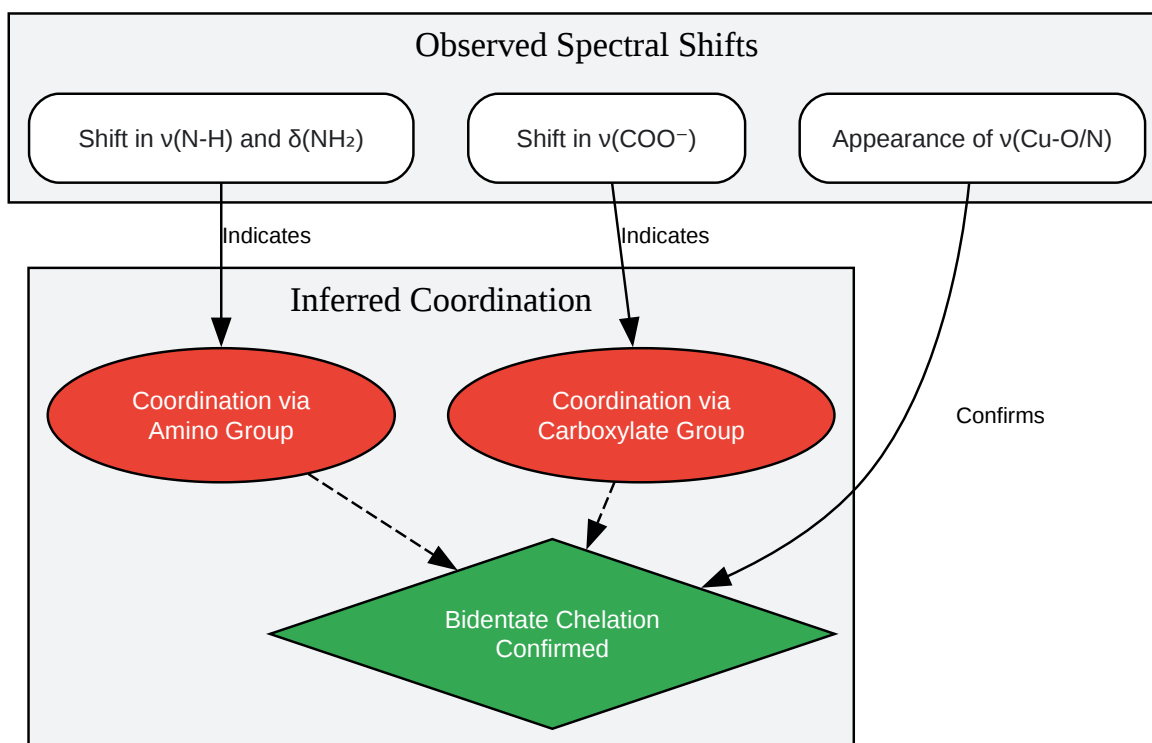 Observed Spectral Shifts
Shift in ν(N-H) and δ(NH₂)
Shift in ν(COO⁻)
Appearance of ν(Cu-O/N)
Indicates
Indicates
Inferred Coordination
Coordination via
Amino Group
Coordination via
Carboxylate Group
Confirms
Bidentate Chelation
Confirmed